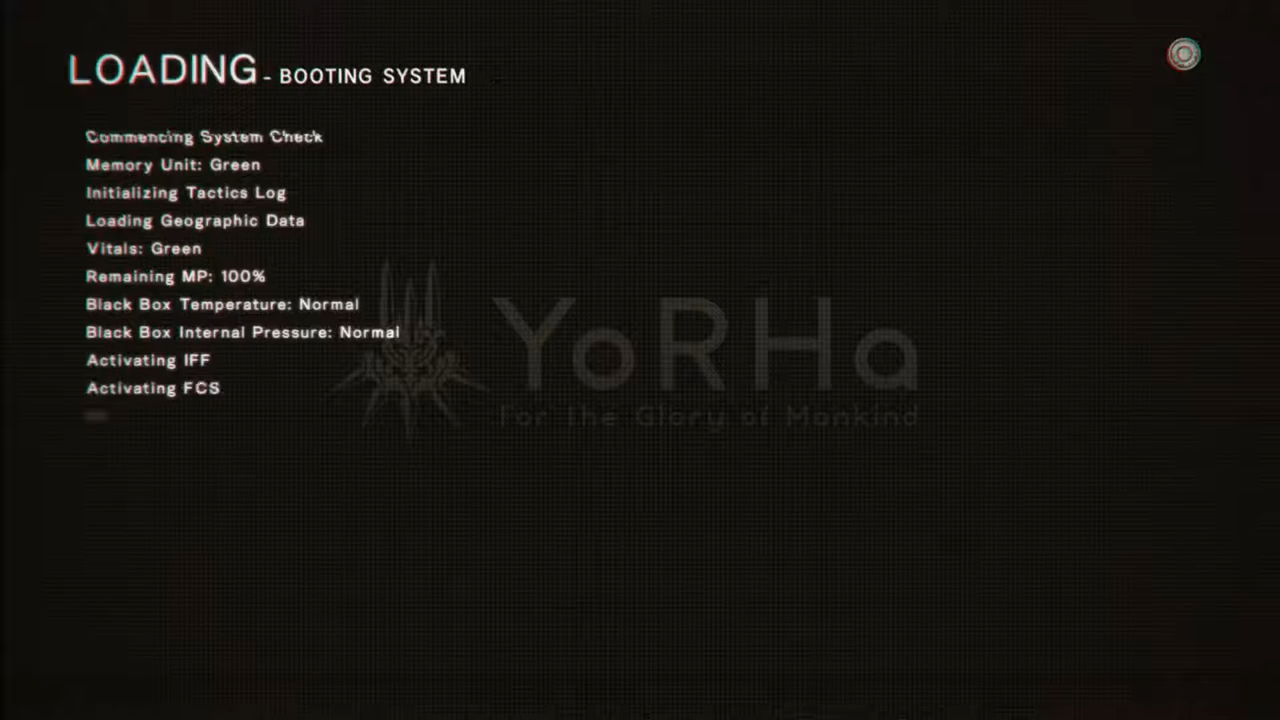 LOADING - BOOTING SYSTEM
Commencing System Check
Memory Unit: Green
Initializing Tactics Log
Loading Geographic Data
Vitals: Green
Remaining MP: 100%
Black Box Temperature: Normal
Black Box Internal Pressure: Normal
Activating IFF
Activating FCS
YoRHa
For the Glory of Mankind